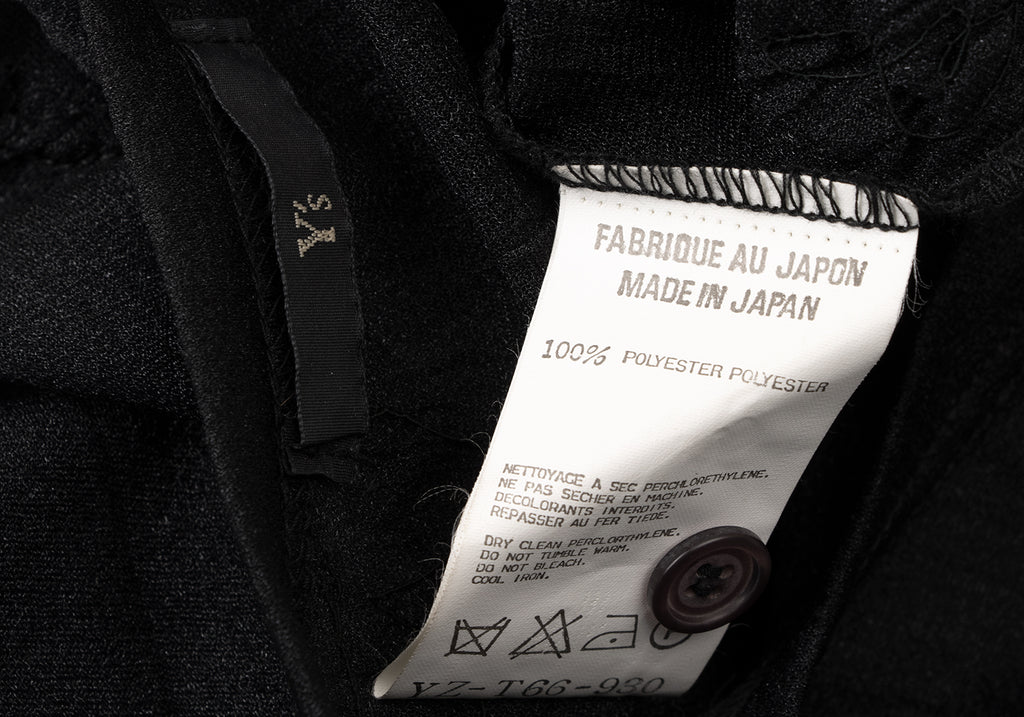 Y's
FABRIQUE AU JAPON
MADE IN JAPAN
100% POLYESTER POLYESTER
NETTOYAGE A SEC PERCHLORETHYLENE.
NE PAS SECHER EN MACHINE.
DECOLORANTS INTERDITS.
REPASSER AU FER TIEDE.
DRY CLEAN PERCLORTHYLENE.
DO NOT TUMBLE WARM.
DO NOT BLEACH.
COOL IRON.
YZ-T66-930